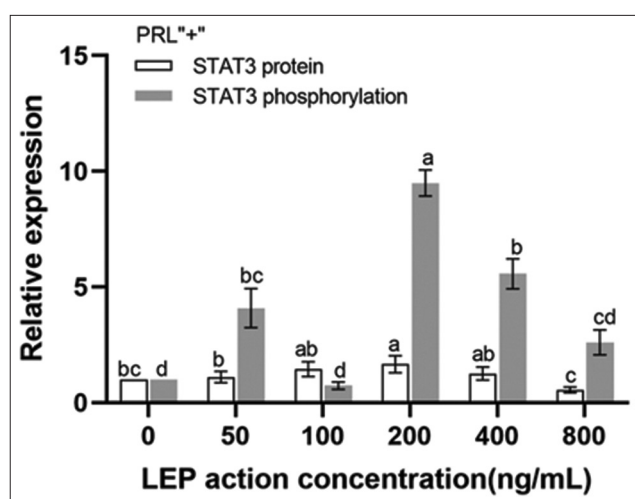 PRL"+"
STAT3 protein
STAT3 phosphorylation
Relative expression
15
10
5
0
bc d
b bc
ab d
a a
ab b
c cd
0 50 100 200 400 800
LEP action concentration(ng/mL)